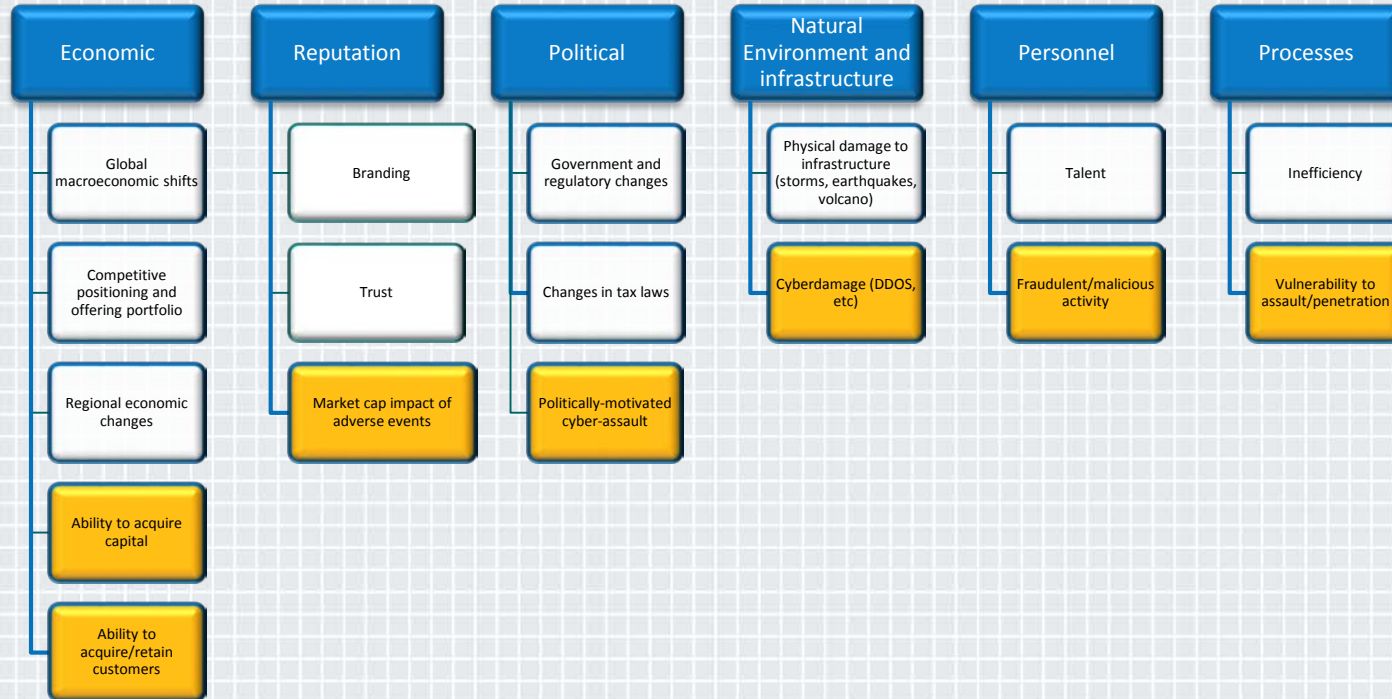 Economic
Global
macroeconomic shifts
Competitive
positioning and
offering portfolio
Regional economic
changes
Ability to acquire
capital
Ability to
acquire/retain
customers
Reputation
Branding
Trust
Market cap impact of
adverse events
Political
Government and
regulatory changes
Changes in tax laws
Politically-motivated
cyber-assault
Natural
Environment and
infrastructure
Physical damage to
infrastructure
(storms, earthquakes,
volcano)
Cyberdamage (DDOS,
etc)
Personnel
Talent
Fraudulent/malicious
activity
Processes
Inefficiency
Vulnerability to
assault/penetration